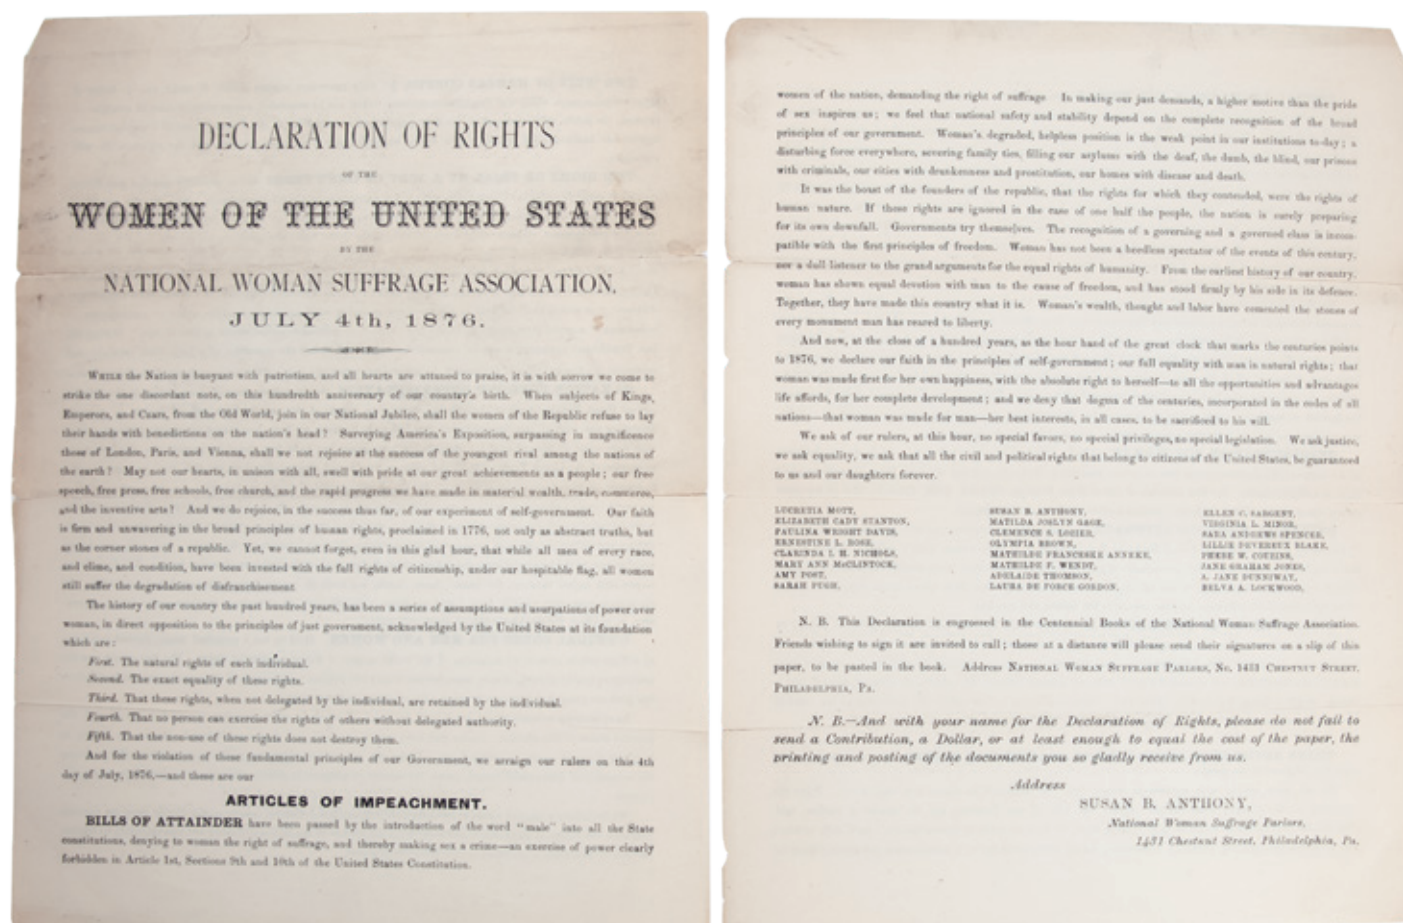 DECLARATION OF RIGHTS
OF THE
WOMEN OF THE UNITED STATES
BY THE
NATIONAL WOMAN SUFFRAGE ASSOCIATION.
JULY 4th, 1876.
WHILE the Nation is buoyant with patriotism, and all hearts are attuned to praise, it is with sorrow we come to
strike the one discordant note, on this hundredth anniversary of our country's birth. When subjects of Kings,
Emperors, and Czars, from the Old World, join in our National Jubilee, shall the women of the Republic refuse to lay
their hands with benedictions on the nation's head? Surveying America's Exposition, surpassing in magnificence
those of London, Paris, and Vienna, shall we not rejoice at the success of the youngest rival among the nations of
the earth? May not our hearts, in unison with all, swell with pride at our great achievements as a people; our free
speech, free press, free schools, free church, and the rapid progress we have made in material wealth, trade, commerce,
and the inventive arts? And we do rejoice, in the success thus far, of our experiment of self-government. Our faith
is firm and unwavering in the broad principles of human rights, proclaimed in 1776, not only as abstract truths, but
as the corner stones of a republic. Yet, we cannot forget, even in this glad hour, that while all men of every race,
and clime, and condition, have been invested with the full rights of citizenship, under our hospitable flag, all women
still suffer the degradation of disfranchisement.
The history of our country the past hundred years, has been a series of assumptions and usurpations of power over
woman, in direct opposition to the principles of just government, acknowledged by the United States at its foundation
which are:
First. The natural rights of each individual.
Second. The exact equality of these rights.
Third. That these rights, when not delegated by the individual, are retained by the individual.
Fourth. That no person can exercise the rights of others without delegated authority.
Fifth. That the non-use of these rights does not destroy them.
And for the violation of these fundamental principles of our Government, we arraign our rulers on this 4th
day of July, 1876,—and these are our
ARTICLES OF IMPEACHMENT.
BILLS OF ATTAINDER have been passed by the introduction of the word "male" into all the State
constitutions, denying to woman the right of suffrage, and thereby making sex a crime—an exercise of power clearly
forbidden in Article 1st, Sections 9th and 10th of the United States Constitution.
women of the nation, demanding the right of suffrage. In making our just demands, a higher motive than the pride
of sex inspires us; we feel that national safety and stability depend on the complete recognition of the broad
principles of our government. Woman's degraded, helpless position is the weak point in our institutions to-day; a
disturbing force everywhere, severing family ties, filling our asylums with the deaf, the dumb, the blind, our prisons
with criminals, our cities with drunkenness and prostitution, our homes with disease and death.
It was the boast of the founders of the republic, that the rights for which they contended, were the rights of
human nature. If these rights are ignored in the case of one half the people, the nation is surely preparing
for its own downfall. Governments try themselves. The recognition of a governing and a governed class is incom-
patible with the first principles of freedom. Woman has not been a heedless spectator of the events of this century,
nor a dull listener to the grand arguments for the equal rights of humanity. From the earliest history of our country,
woman has shown equal devotion with man to the cause of freedom, and has stood firmly by his side in its defence.
Together, they have made this country what it is. Woman's wealth, thought and labor have cemented the stones of
every monument man has reared to liberty.
And now, at the close of a hundred years, as the hour hand of the great clock that marks the centuries points
to 1876, we declare our faith in the principles of self-government; our full equality with man in natural rights; that
woman was made first for her own happiness, with the absolute right to herself—to all the opportunities and advantages
life affords, for her complete development; and we deny that dogma of the centuries, incorporated in the codes of all
nations—that woman was made for man—her best interests, in all cases, to be sacrificed to his will.
We ask of our rulers, at this hour, no special favors, no special privileges, no special legislation. We ask justice,
we ask equality, we ask that all the civil and political rights that belong to citizens of the United States, be guaranteed
to us and our daughters forever.
LUCRETIA MOTT,
ELIZABETH CADY STANTON,
PAULINA WRIGHT DAVIS,
ERNESTINE L. ROSE,
CLARINDA I. H. NICHOLS,
MARY ANN McCLINTOCK,
AMY POST,
SARAH PUGH,
SUSAN B. ANTHONY,
MATILDA JOSLYN GAGE,
CLEMENCE S. LOZIER,
OLYMPIA BROWN,
MATHILDE FRANCESKE ANNEKE,
MATHILDE F. WENDT,
ADELAIDE THOMSON,
LAURA DE FORCE GORDON,
ELLEN C. SARGENT,
VIRGINIA L. MINOR,
SARA ANDREWS SPENCER,
LILLIE DEVEREUX BLAKE,
PHEBE W. COUZINS,
JANE GRAHAM JONES,
A. JANE DUNNIWAY,
BELVA A. LOCKWOOD,
N. B. This Declaration is engrossed in the Centennial Books of the National Woman Suffrage Association.
Friends wishing to sign it are invited to call; those at a distance will please send their signatures on a slip of this
paper, to be pasted in the book. Address NATIONAL WOMAN SUFFRAGE PARLORS, No. 1431 CHESTNUT STREET,
PHILADELPHIA, PA.
N. B.—And with your name for the Declaration of Rights, please do not fail to
send a Contribution, a Dollar, or at least enough to equal the cost of the paper, the
printing and posting of the documents you so gladly receive from us.
Address
SUSAN B. ANTHONY,
National Woman Suffrage Parlors,
1431 Chestnut Street, Philadelphia, Pa.